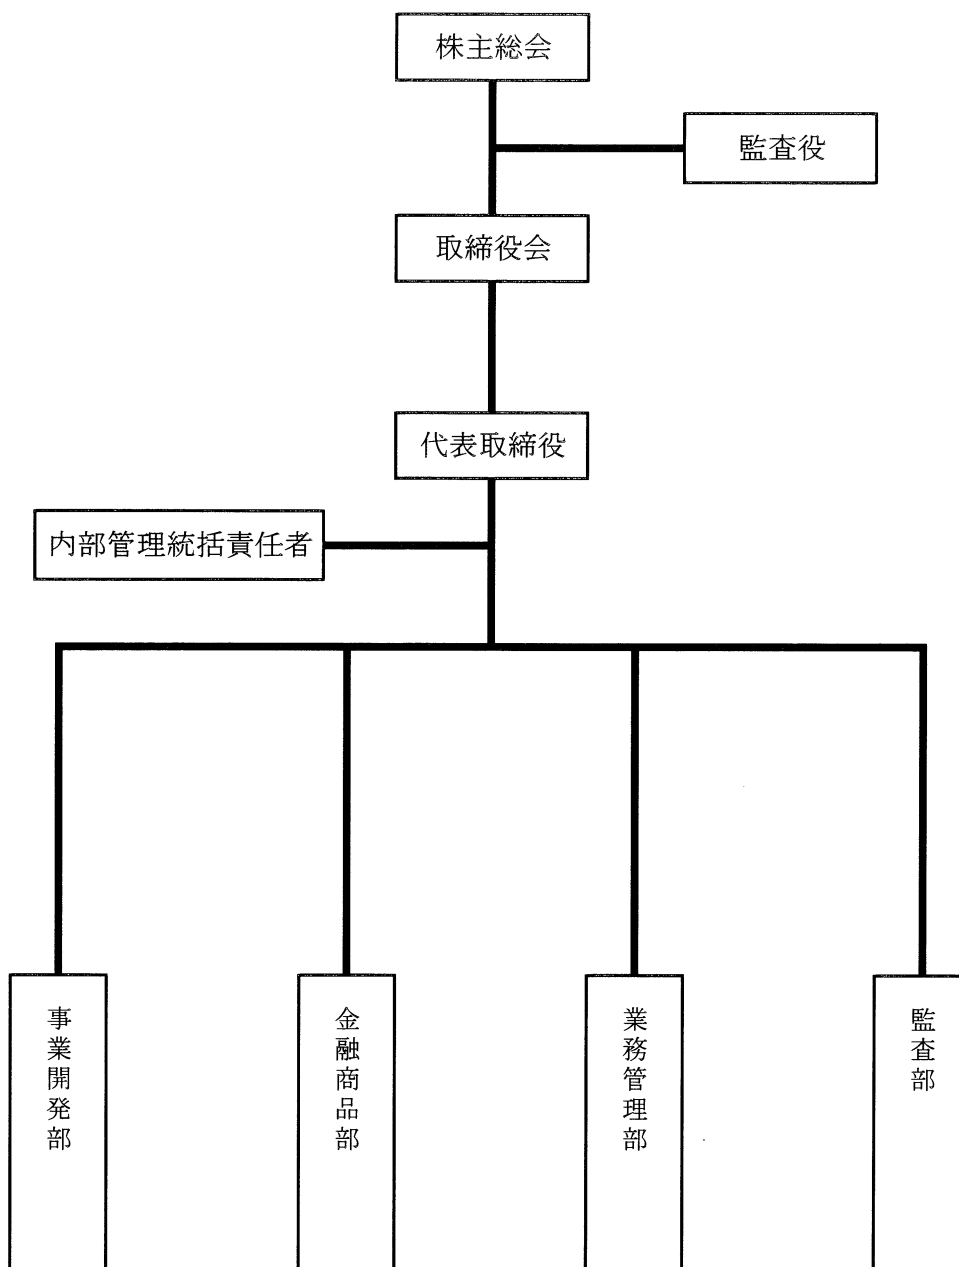 株主総会
監査役
取締役会
代表取締役
内部管理統括責任者
事業開発部
金融商品部
業務管理部
監査部